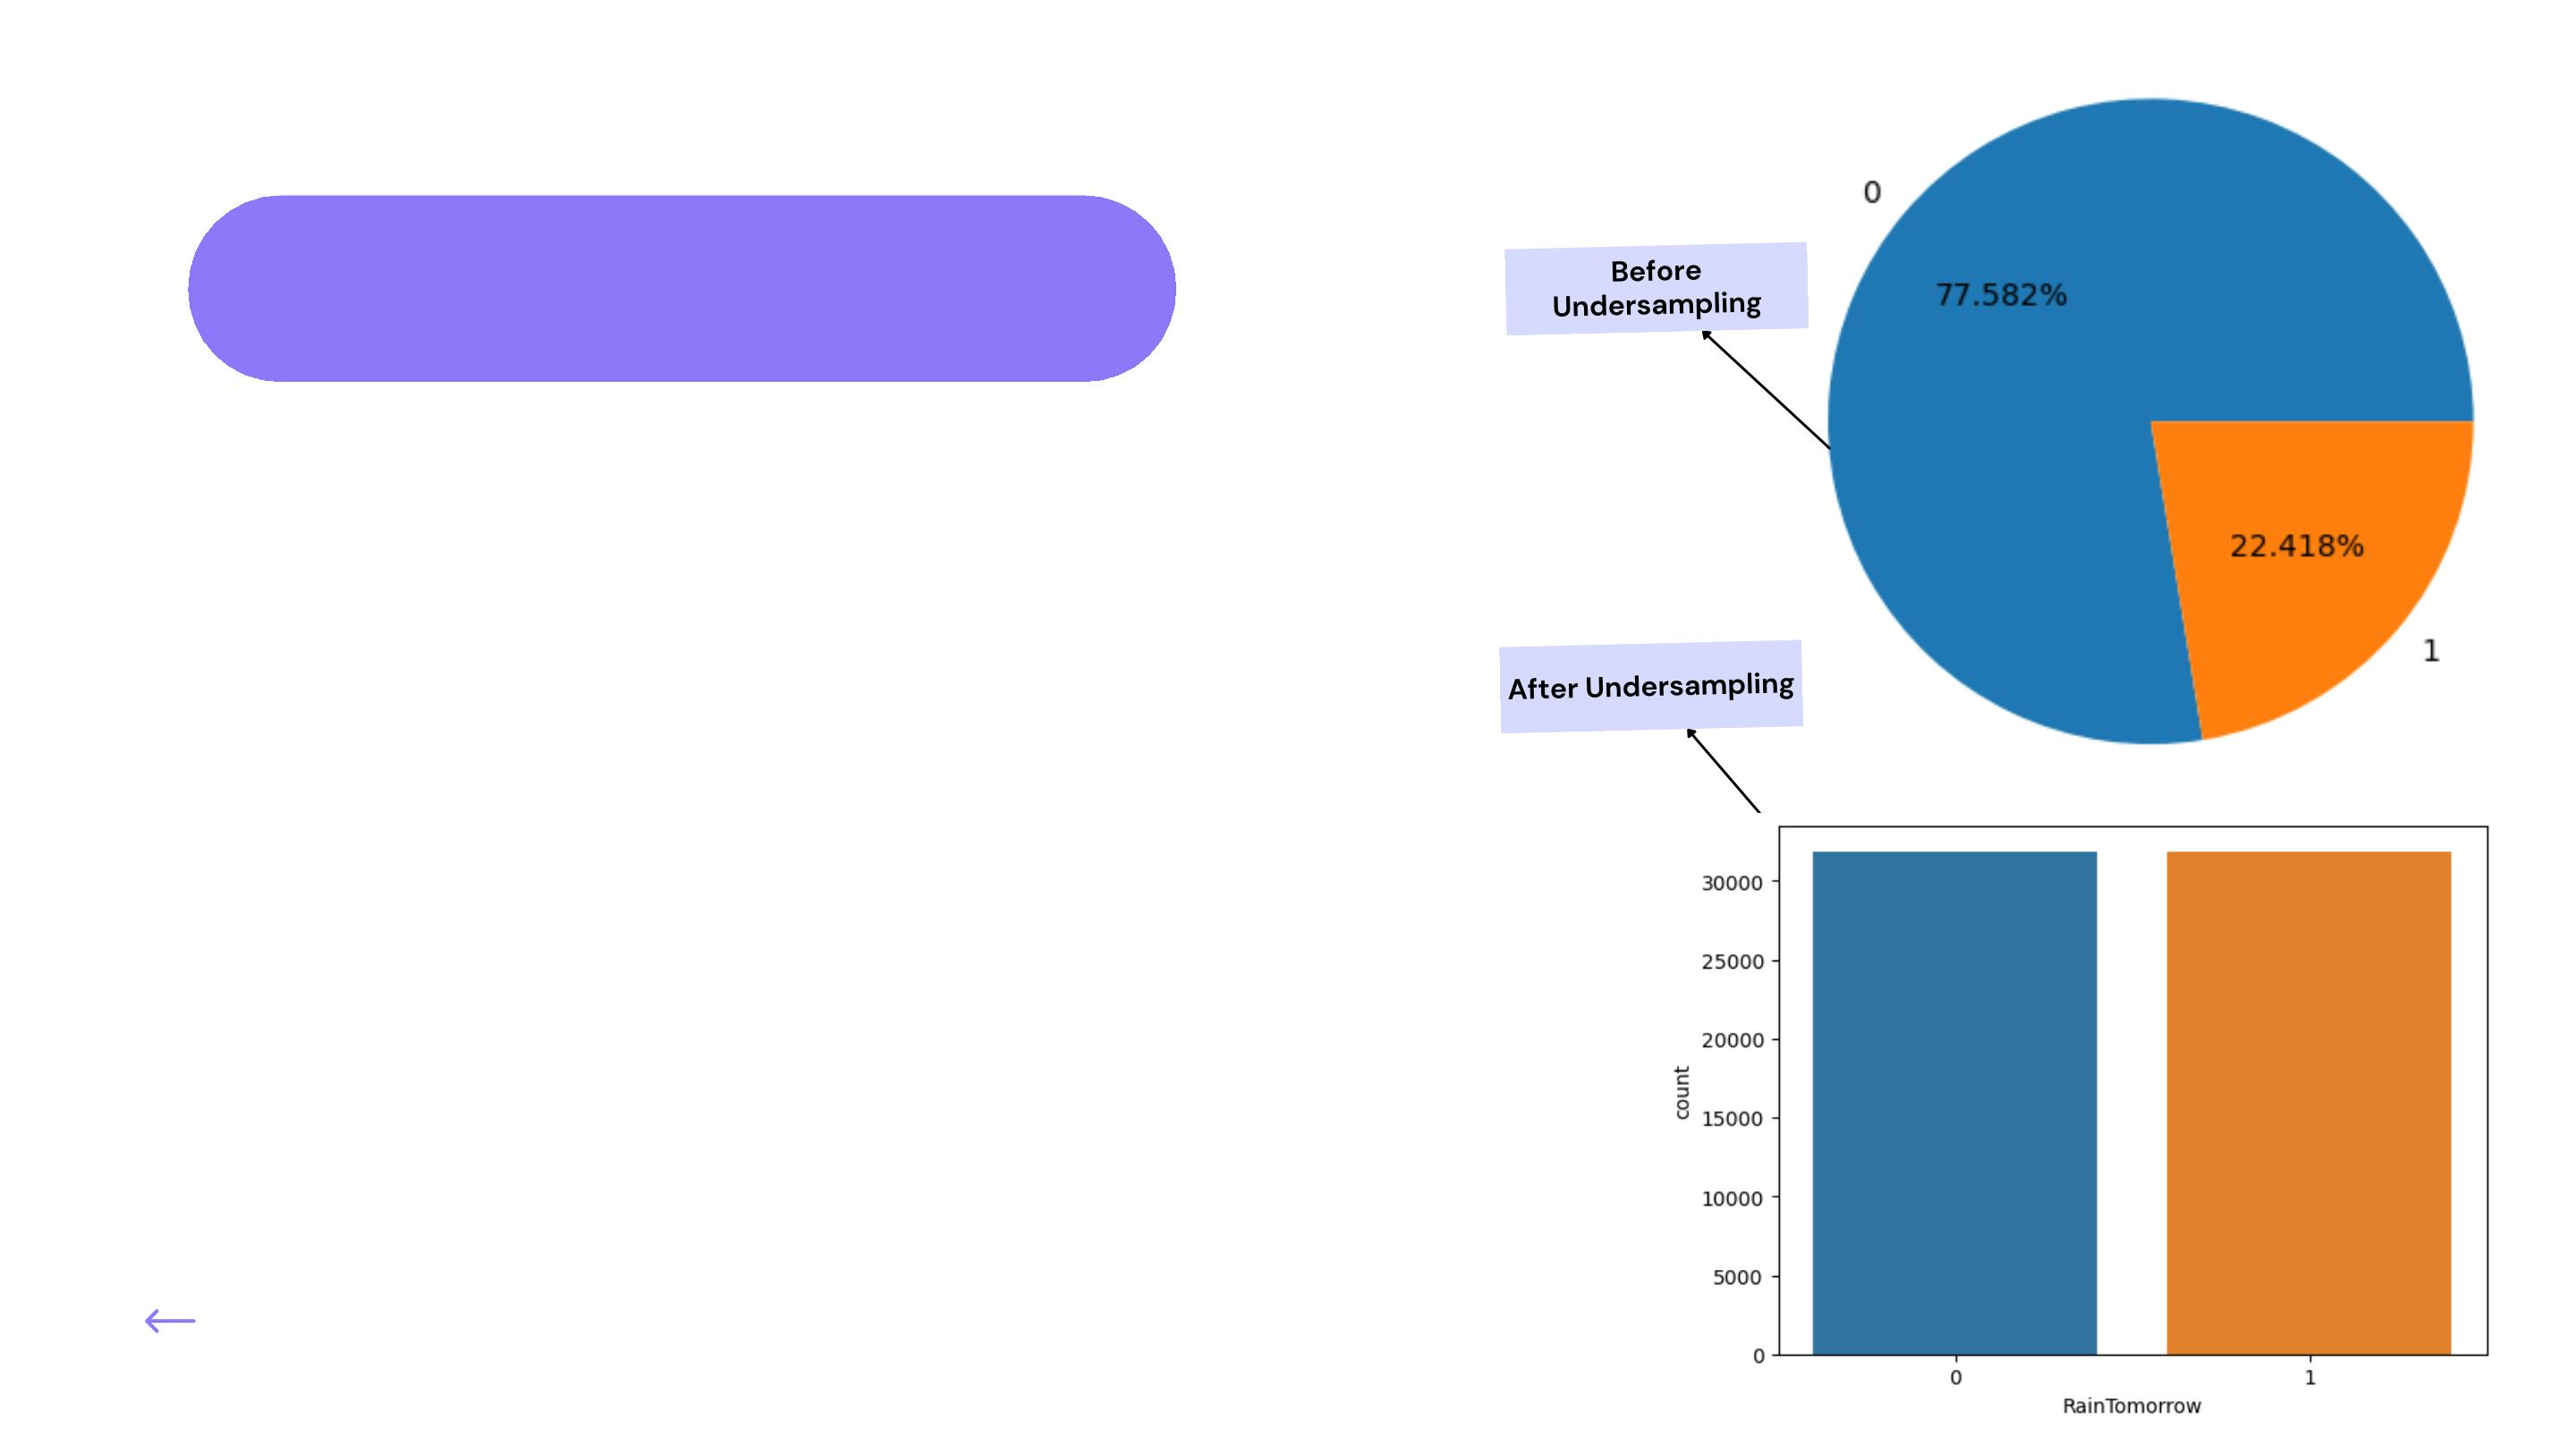 0
Before
Undersampling
77.582%
22.418%
1
After Undersampling
30000
25000
20000
count
15000
10000
5000
0
0
1
RainTomorrow